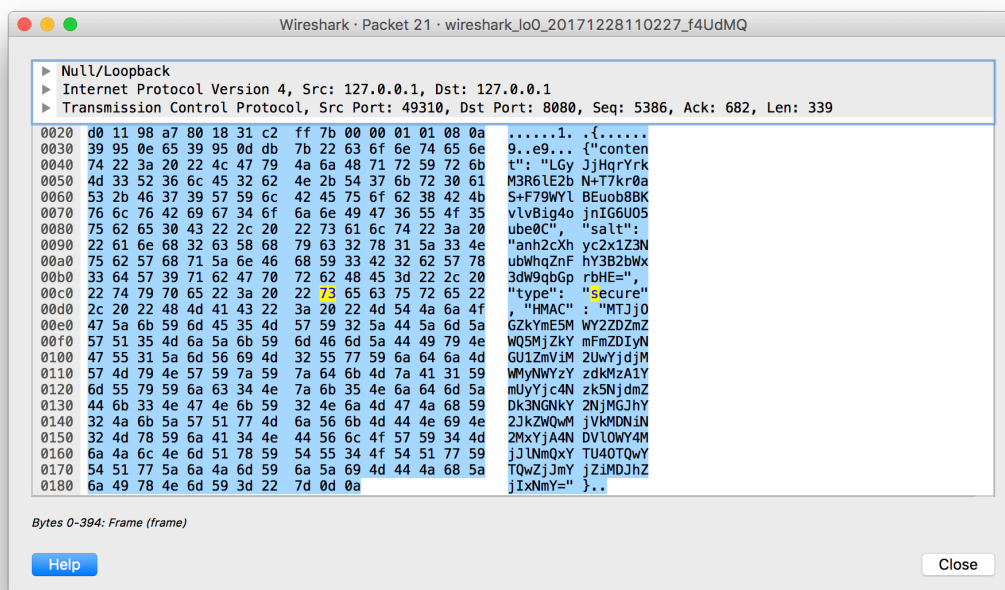 Wireshark · Packet 21 · wireshark_lo0_20171228110227_f4UdMQ
Null/Loopback
Internet Protocol Version 4, Src: 127.0.0.1, Dst: 127.0.0.1
Transmission Control Protocol, Src Port: 49310, Dst Port: 8080, Seq: 5386, Ack: 682, Len: 339
0020 d0 11 98 a7 80 18 31 c2 ff 7b 00 00 01 01 08 0a ......1. .{......
0030 39 95 0e 65 39 95 0d db 7b 22 63 6f 6e 74 65 6e 9..e9... {"conten
0040 74 22 3a 20 22 4c 47 79 4a 6a 48 71 72 59 72 6b t": "LGy JjHqrYrk
0050 4d 33 52 36 6c 45 32 62 4e 2b 54 37 6b 72 30 61 M3R6lE2b N+T7kr0a
0060 53 2b 46 37 39 57 59 6c 42 45 75 6f 62 38 42 4b S+F79WYl BEuob8BK
0070 76 6c 76 42 69 67 34 6f 6a 6e 49 47 36 55 4f 35 vlvBig4o jnIG6UO5
0080 75 62 65 30 43 22 2c 20 22 73 61 6c 74 22 3a 20 ube0C", "salt":
0090 22 61 6e 68 32 63 58 68 79 63 32 78 31 5a 33 4e "anh2cXh yc2x1Z3N
00a0 75 62 57 68 71 5a 6e 46 68 59 33 42 32 62 57 78 ubWhqZnF hY3B2bWx
00b0 33 64 57 39 71 62 47 70 72 62 48 45 3d 22 2c 20 3dW9qbGp rbHE=",
00c0 22 74 79 70 65 22 3a 20 22 73 65 63 75 72 65 22 "type": "secure"
00d0 2c 20 22 48 4d 41 43 22 3a 20 22 4d 54 4a 6a 4f , "HMAC" : "MTJjO
00e0 47 5a 6b 59 6d 45 35 4d 57 59 32 5a 44 5a 6d 5a GZkYmE5M WY2ZDZmZ
00f0 57 51 35 4d 6a 5a 6b 59 6d 46 6d 5a 44 49 79 4e WQ5MjZkY mFmZDIyN
0100 47 55 31 5a 6d 56 69 4d 32 55 77 59 6a 64 6a 4d GU1ZmViM 2UwYjdjM
0110 57 4d 79 4e 57 59 7a 59 7a 64 6b 4d 7a 41 31 59 WMyNWYzY zdkMzA1Y
0120 6d 55 79 59 6a 63 34 4e 7a 6b 35 4e 6a 64 6d 5a mUyYjc4N zk5NjdmZ
0130 44 6b 33 4e 47 4e 6b 59 32 4e 6a 4d 47 4a 68 59 Dk3NGNkY 2NjMGJhY
0140 32 4a 6b 5a 57 51 77 4d 6a 56 6b 4d 44 4e 69 4e 2JkZWQwM jVkMDNiN
0150 32 4d 78 59 6a 41 34 4e 44 56 6c 4f 57 59 34 4d 2MxYjA4N DVlOWY4M
0160 6a 4a 6c 4e 6d 51 78 59 54 55 34 4f 54 51 77 59 jJlNmQxY TU4OTQwY
0170 54 51 77 5a 6a 4a 6d 59 6a 5a 69 4d 44 4a 68 5a TQwZjJmY jZiMDJhZ
0180 6a 49 78 4e 6d 59 3d 22 7d 0d 0a jIxNmY=" }..
Bytes 0-394: Frame (frame)
Help
Close